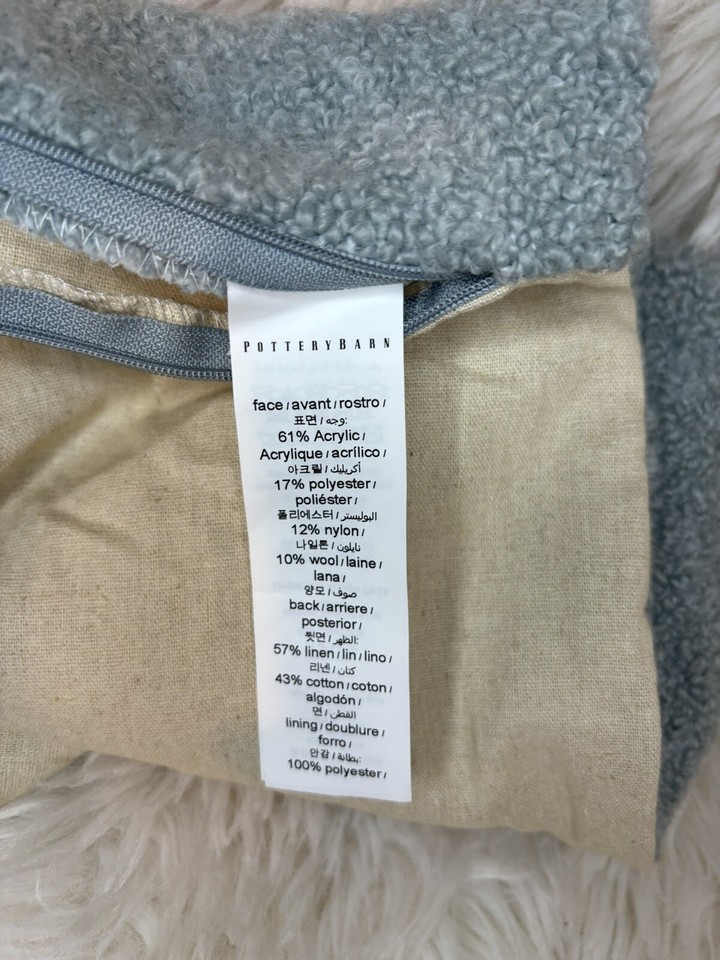 POTTERYBARN
face / avant / rostro /
표면 / وجه:
61% Acrylic /
Acrylique / acrílico /
아크릴 / أكريليك
17% polyester /
poliéster /
폴리에스터 / البوليستر
12% nylon /
나일론 / نايلون
10% wool / laine /
lana /
양모 / صوف
back / arriere /
posterior /
뒷면 / الظهر:
57% linen / lin / lino /
리넨 / كتان
43% cotton / coton /
algodón /
면 / القطن
lining / doublure /
forro /
안감 / بطانة:
100% polyester /